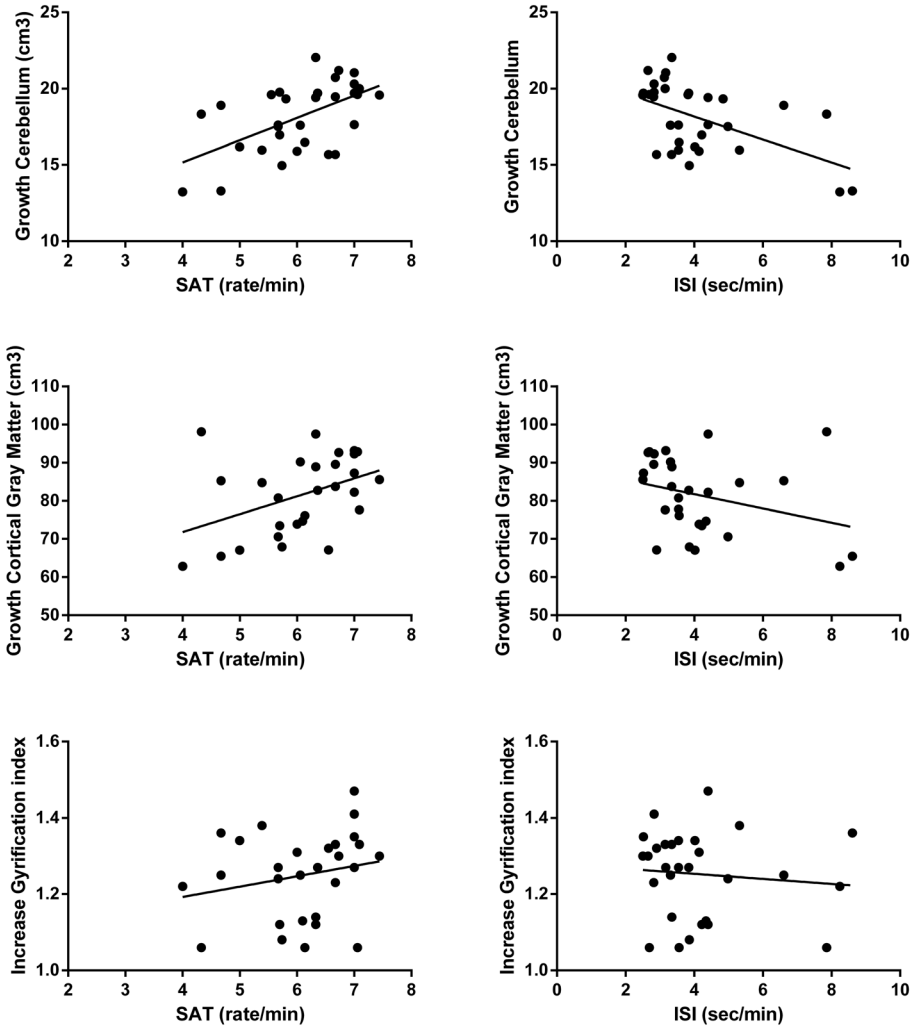 Growth Cerebellum (cm3)
25
20
15
10
2 3 4 5 6 7 8
SAT (rate/min)
Growth Cerebellum
25
20
15
10
0 2 4 6 8 10
ISI (sec/min)
Growth Cortical Gray Matter (cm3)
110
100
90
80
70
60
50
2 3 4 5 6 7 8
SAT (rate/min)
Growth Cortical Gray Matter (cm3)
110
100
90
80
70
60
50
0 2 4 6 8 10
ISI (sec/min)
Increase Gyrification index
1.6
1.4
1.2
1.0
2 3 4 5 6 7 8
SAT (rate/min)
Increase Gyrification index
1.6
1.4
1.2
1.0
0 2 4 6 8 10
ISI (sec/min)